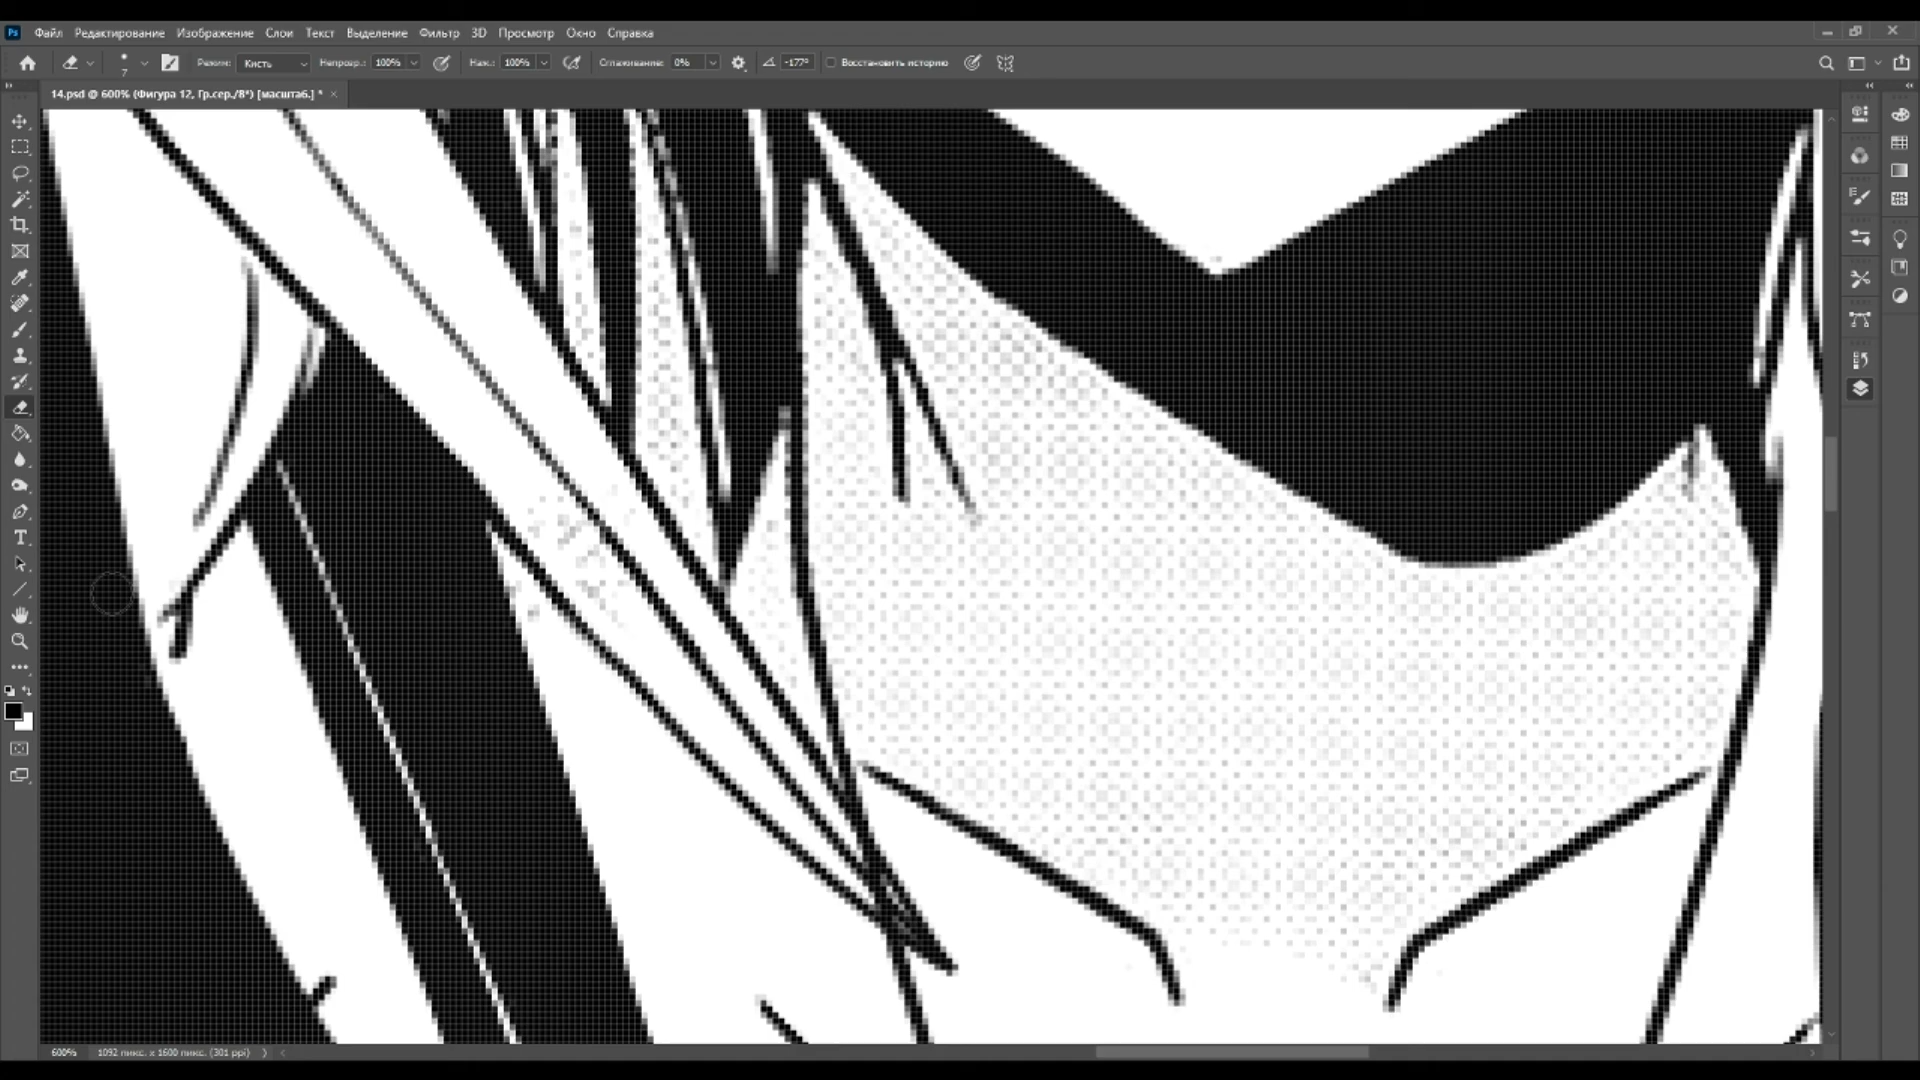 Ps Файл Редактирование Изображение Слои Текст Выделение Фильтр 3D Просмотр Окно Справка
7 Режим: Кисть Непрозр.: 100% Наж.: 100% Сглаживание: 0% -177° Восстановить историю
14.psd @ 600% (Фигура 12, Гр.сер./8*) [масштаб.] * ×
600% 1092 пикс. x 1600 пикс. (301 ppi)